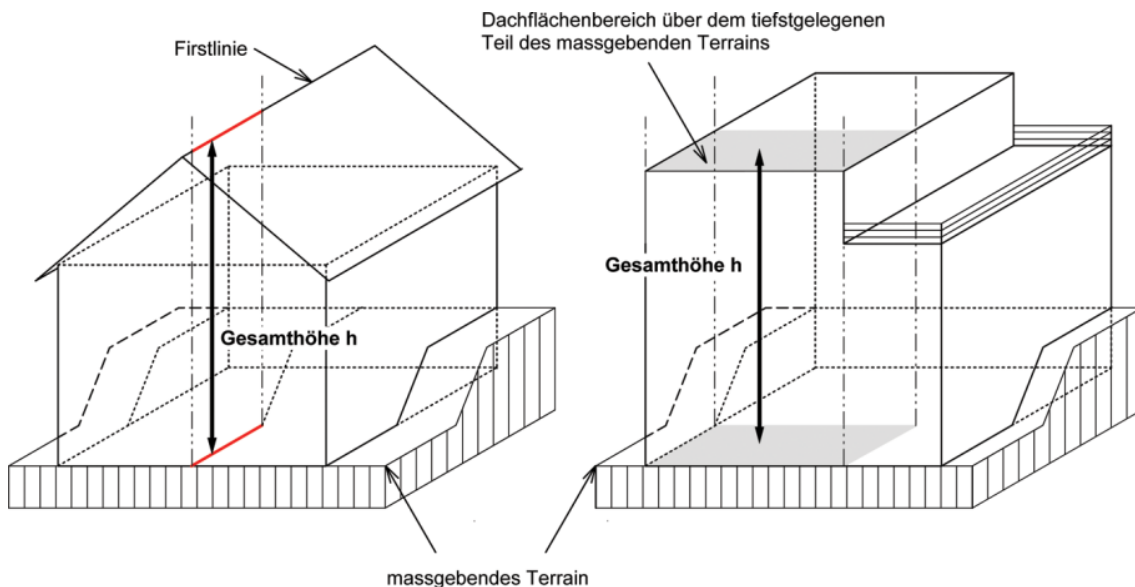 Dachflächenbereich über dem tiefstgelegenen
Teil des massgebenden Terrains
Firstlinie
Gesamthöhe h
Gesamthöhe h
massgebendes Terrain